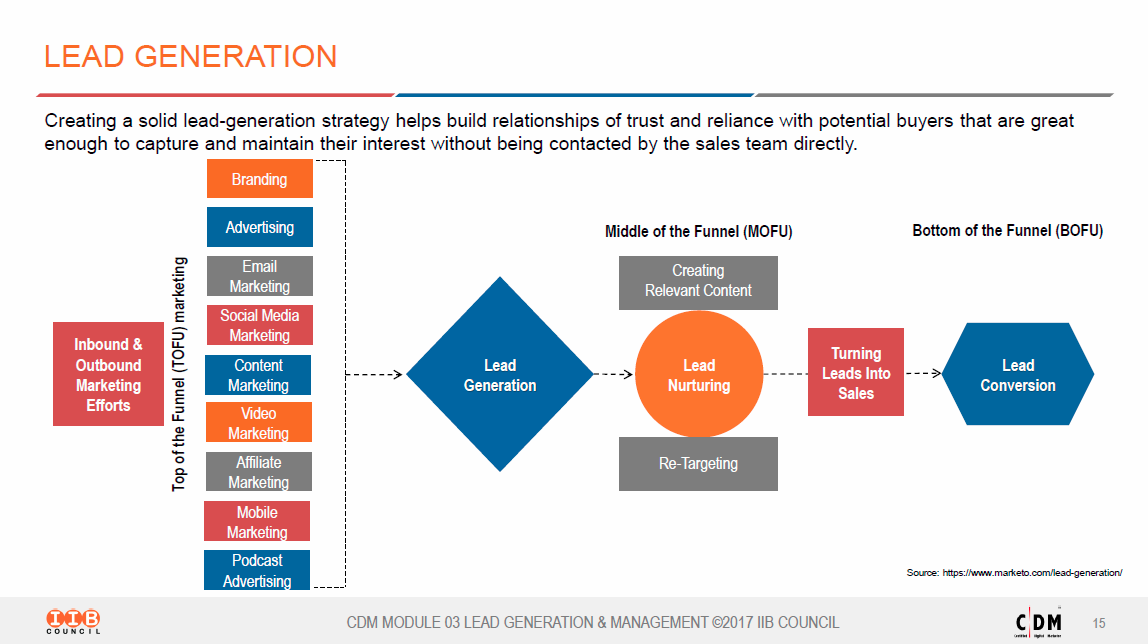 LEAD GENERATION
Creating a solid lead-generation strategy helps build relationships of trust and reliance with potential buyers that are great
enough to capture and maintain their interest without being contacted by the sales team directly.
Inbound &
Outbound
Marketing
Efforts
Top of the Funnel (TOFU) marketing
Branding
Advertising
Email
Marketing
Social Media
Marketing
Content
Marketing
Video
Marketing
Affiliate
Marketing
Mobile
Marketing
Podcast
Advertising
Lead
Generation
Middle of the Funnel (MOFU)
Creating
Relevant Content
Lead
Nurturing
Re-Targeting
Turning
Leads Into
Sales
Bottom of the Funnel (BOFU)
Lead
Conversion
Source: https://www.marketo.com/lead-generation/
IIB
COUNCIL
CDM MODULE 03 LEAD GENERATION & MANAGEMENT ©2017 IIB COUNCIL
CDM
Certified Digital Marketer
15